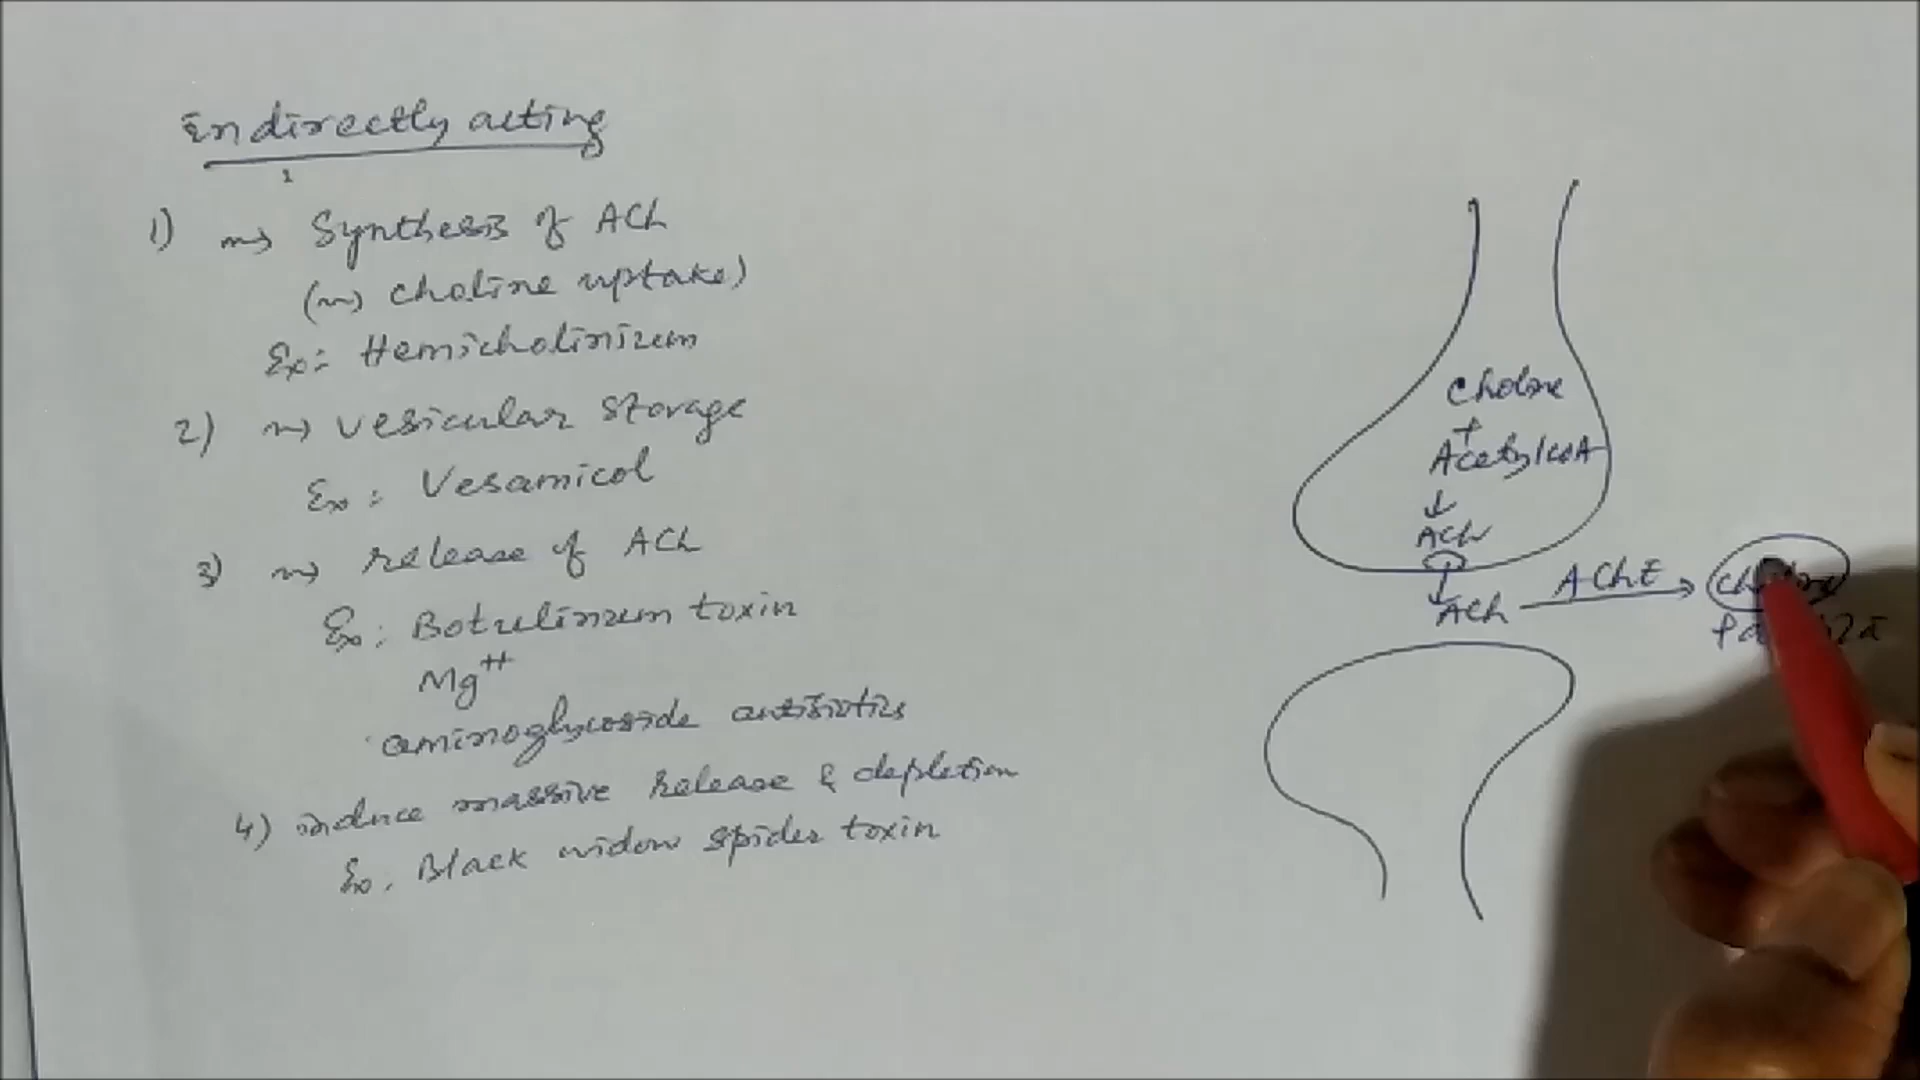 Indirectly acting
1) ⇝ Synthesis of ACh
(⇝ choline uptake)
Ex: Hemicholinium
2) ⇝ vesicular storage
Ex: Vesamicol
3) ⇝ release of ACh
Ex: Botulinum toxin
Mg++
aminoglycoside antibiotics
4) induce massive release & depletion
Ex: Black widow spider toxin
Choline
+
AcetylcoA
↓
ACh
↓
ACh AChE → choline